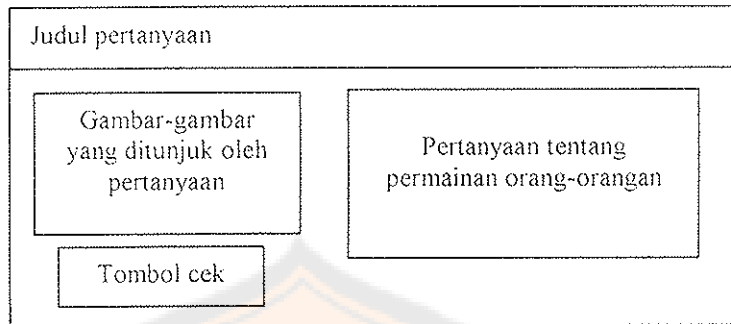 Judul pertanyaan
Gambar-gambar
yang ditunjuk oleh
pertanyaan
Pertanyaan tentang
permainan orang-orangan
Tombol cek